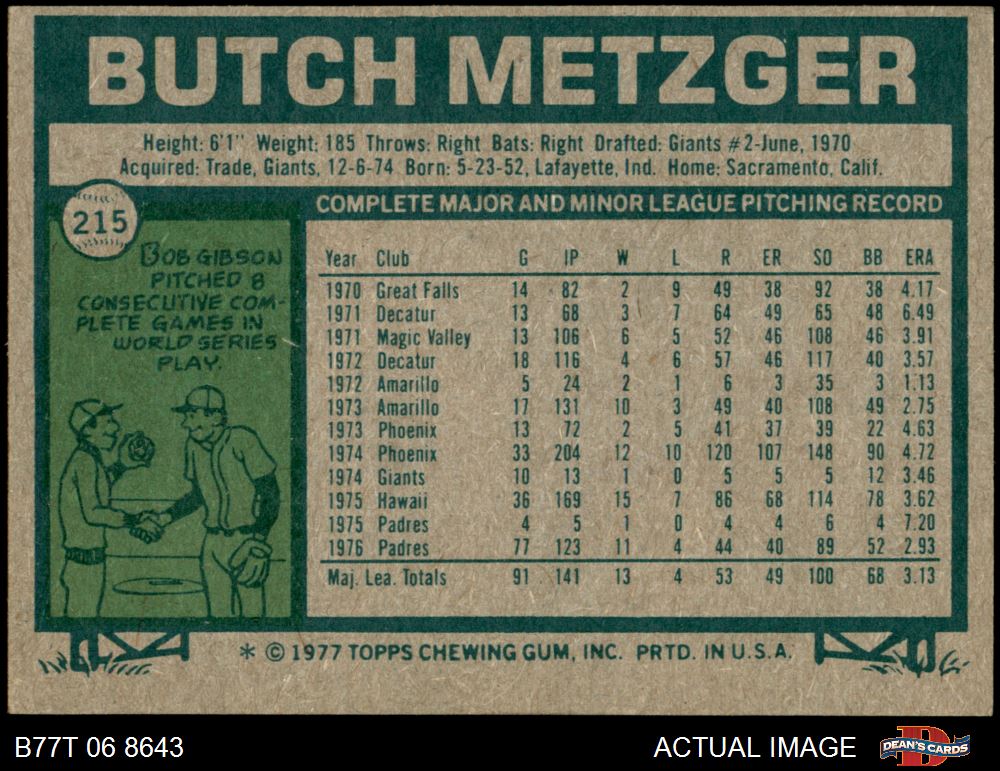 BUTCH METZGER
Height: 6'1" Weight: 185 Throws: Right Bats: Right Drafted: Giants #2-June, 1970
Acquired: Trade, Giants, 12-6-74 Born: 5-23-52, Lafayette, Ind. Home: Sacramento, Calif.
215
BOB GIBSON
PITCHED 8
CONSECUTIVE COM-
PLETE GAMES IN
WORLD SERIES
PLAY.
COMPLETE MAJOR AND MINOR LEAGUE PITCHING RECORD
Year Club G IP W L R ER SO BB ERA
1970 Great Falls 14 82 2 9 49 38 92 38 4.17
1971 Decatur 13 68 3 7 64 49 65 48 6.49
1971 Magic Valley 13 106 6 5 52 46 108 46 3.91
1972 Decatur 18 116 4 6 57 46 117 40 3.57
1972 Amarillo 5 24 2 1 6 3 35 3 1.13
1973 Amarillo 17 131 10 3 49 40 108 49 2.75
1973 Phoenix 13 72 2 5 41 37 39 22 4.63
1974 Phoenix 33 204 12 10 120 107 148 90 4.72
1974 Giants 10 13 1 0 5 5 5 12 3.46
1975 Hawaii 36 169 15 7 86 68 114 78 3.62
1975 Padres 4 5 1 0 4 4 6 4 7.20
1976 Padres 77 123 11 4 44 40 89 52 2.93
Maj. Lea. Totals 91 141 13 4 53 49 100 68 3.13
* © 1977 TOPPS CHEWING GUM, INC. PRTD. IN U.S.A.
B77T 06 8643
ACTUAL IMAGE
DEAN'S CARDS